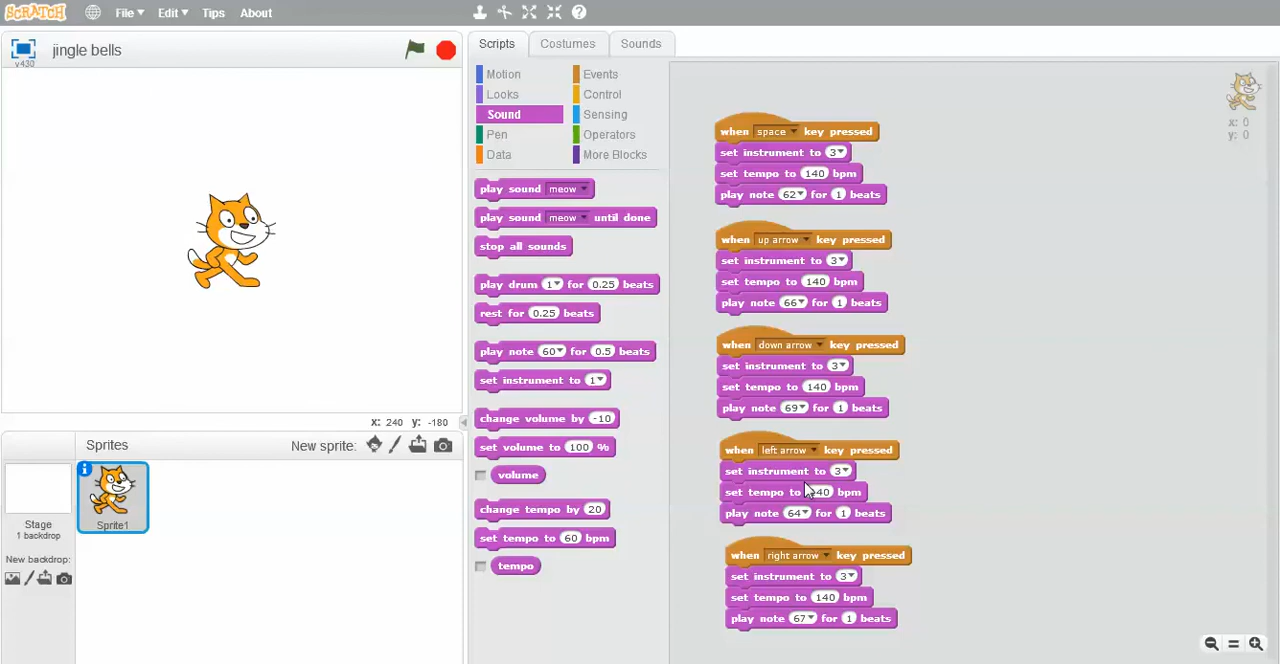 SCRATCH File Edit Tips About
v430
jingle bells
x: 240 y: -180
Sprites New sprite:
Stage
1 backdrop
New backdrop:
Sprite1
Scripts Costumes Sounds
Motion Events
Looks Control
Sound Sensing
Pen Operators
Data More Blocks
play sound meow
play sound meow until done
stop all sounds
play drum 1 for 0.25 beats
rest for 0.25 beats
play note 60 for 0.5 beats
set instrument to 1
change volume by -10
set volume to 100 %
volume
change tempo by 20
set tempo to 60 bpm
tempo
when space key pressed
set instrument to 3
set tempo to 140 bpm
play note 62 for 1 beats
when up arrow key pressed
set instrument to 3
set tempo to 140 bpm
play note 66 for 1 beats
when down arrow key pressed
set instrument to 3
set tempo to 140 bpm
play note 69 for 1 beats
when left arrow key pressed
set instrument to 3
set tempo to 140 bpm
play note 64 for 1 beats
when right arrow key pressed
set instrument to 3
set tempo to 140 bpm
play note 67 for 1 beats
x: 0
y: 0